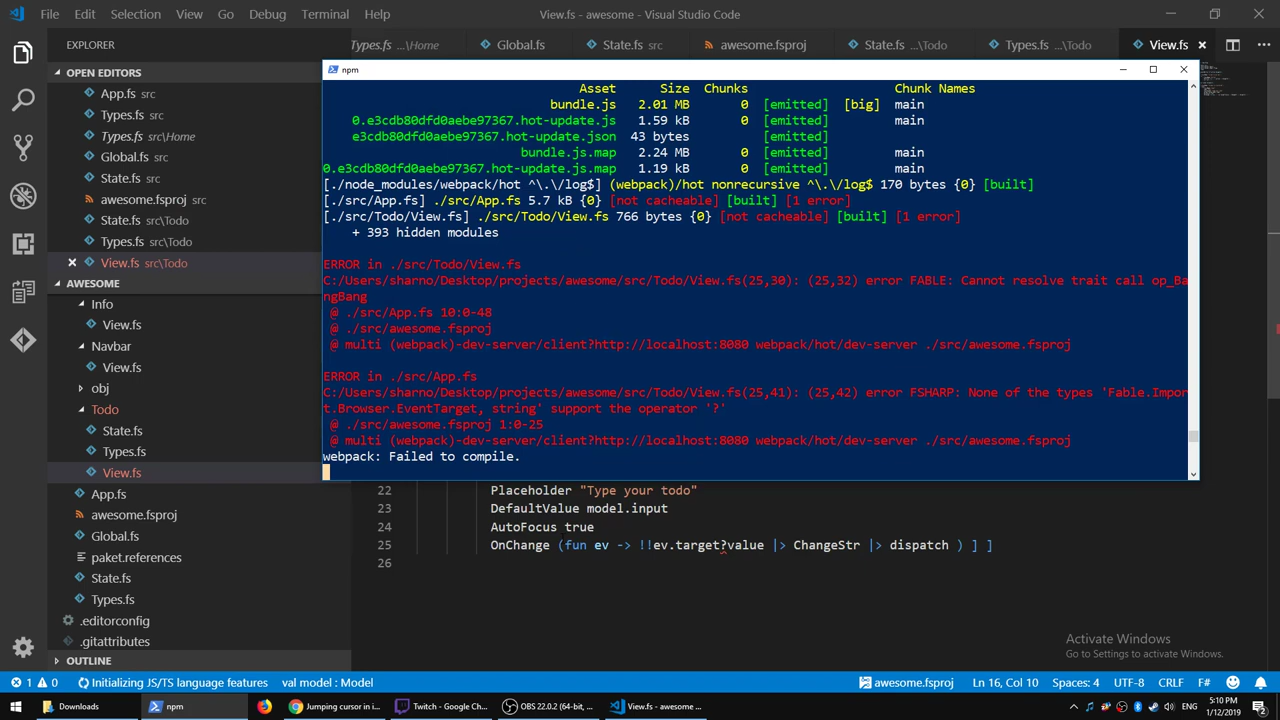 File Edit Selection View Go Debug Terminal Help
View.fs - awesome - Visual Studio Code
EXPLORER
Types.fs ...\Home
Global.fs
State.fs src
awesome.fsproj
State.fs ...\Todo
Types.fs ...\Todo
View.fs
OPEN EDITORS
App.fs src
Types.fs src
Types.fs src\Home
Global.fs src
State.fs src
awesome.fsproj src
State.fs src\Todo
Types.fs src\Todo
View.fs src\Todo
AWESOME
Info
View.fs
Navbar
View.fs
obj
Todo
State.fs
Types.fs
View.fs
App.fs
awesome.fsproj
Global.fs
paket.references
State.fs
Types.fs
.editorconfig
.gitattributes
OUTLINE
npm
Asset Size Chunks Chunk Names
bundle.js 2.01 MB 0 [emitted] [big] main
0.e3cdb80dfd0aebe97367.hot-update.js 1.59 kB 0 [emitted] main
e3cdb80dfd0aebe97367.hot-update.json 43 bytes [emitted]
bundle.js.map 2.24 MB 0 [emitted] main
0.e3cdb80dfd0aebe97367.hot-update.js.map 1.19 kB 0 [emitted] main
[./node_modules/webpack/hot ^\.\/log$] (webpack)/hot nonrecursive ^\.\/log$ 170 bytes {0} [built]
[./src/App.fs] ./src/App.fs 5.7 kB {0} [not cacheable] [built] [1 error]
[./src/Todo/View.fs] ./src/Todo/View.fs 766 bytes {0} [not cacheable] [built] [1 error]
+ 393 hidden modules
ERROR in ./src/Todo/View.fs
C:/Users/sharno/Desktop/projects/awesome/src/Todo/View.fs(25,30): (25,32) error FABLE: Cannot resolve trait call op_Ba
ngBang
@ ./src/App.fs 10:0-48
@ ./src/awesome.fsproj
@ multi (webpack)-dev-server/client?http://localhost:8080 webpack/hot/dev-server ./src/awesome.fsproj
ERROR in ./src/App.fs
C:/Users/sharno/Desktop/projects/awesome/src/Todo/View.fs(25,41): (25,42) error FSHARP: None of the types 'Fable.Impor
t.Browser.EventTarget, string' support the operator '?'
@ ./src/awesome.fsproj 1:0-25
@ multi (webpack)-dev-server/client?http://localhost:8080 webpack/hot/dev-server ./src/awesome.fsproj
webpack: Failed to compile.
22 Placeholder "Type your todo"
23 DefaultValue model.input
24 AutoFocus true
25 OnChange (fun ev -> !!ev.target?value |> ChangeStr |> dispatch ) ] ]
26
Activate Windows
Go to Settings to activate Windows.
1 0 Initializing JS/TS language features val model : Model
awesome.fsproj Ln 16, Col 10 Spaces: 4 UTF-8 CRLF F#
Downloads
npm
Jumping cursor in i...
Twitch - Google Ch...
OBS 22.0.2 (64-bit, ...
View.fs - awesome ...
ENG
5:10 PM
1/12/2019
2